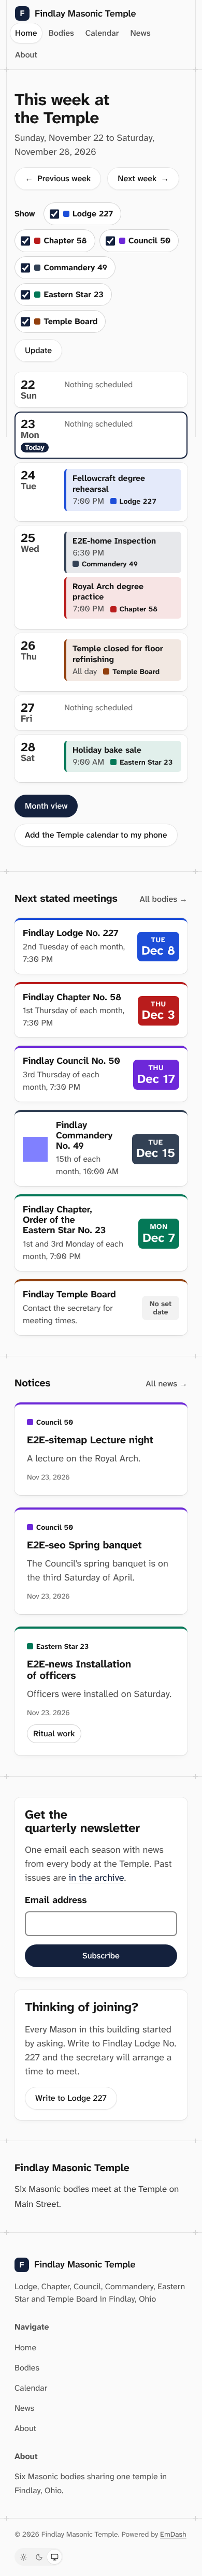 F Findlay Masonic Temple
Home Bodies Calendar News
About
This week at
the Temple
Sunday, November 22 to Saturday,
November 28, 2026
← Previous week Next week →
Show Lodge 227
Chapter 58 Council 50
Commandery 49
Eastern Star 23
Temple Board
Update
22 Nothing scheduled
Sun
23 Nothing scheduled
Mon
Today
24 Fellowcraft degree
Tue rehearsal
7:00 PM Lodge 227
25 E2E-home Inspection
Wed 6:30 PM
Commandery 49
Royal Arch degree
practice
7:00 PM Chapter 58
26 Temple closed for floor
Thu refinishing
All day Temple Board
27 Nothing scheduled
Fri
28 Holiday bake sale
Sat 9:00 AM Eastern Star 23
Month view
Add the Temple calendar to my phone
Next stated meetings All bodies →
Findlay Lodge No. 227
2nd Tuesday of each month,
7:30 PM
TUE
Dec 8
Findlay Chapter No. 58
1st Thursday of each month,
7:30 PM
THU
Dec 3
Findlay Council No. 50
3rd Thursday of each
month, 7:30 PM
THU
Dec 17
Findlay
Commandery
No. 49
15th of each
month, 10:00 AM
TUE
Dec 15
Findlay Chapter,
Order of the
Eastern Star No. 23
1st and 3rd Monday of each
month, 7:00 PM
MON
Dec 7
Findlay Temple Board
Contact the secretary for
meeting times.
No set
date
Notices All news →
Council 50
E2E-sitemap Lecture night
A lecture on the Royal Arch.
Nov 23, 2026
Council 50
E2E-seo Spring banquet
The Council's spring banquet is on
the third Saturday of April.
Nov 23, 2026
Eastern Star 23
E2E-news Installation
of officers
Officers were installed on Saturday.
Nov 23, 2026
Ritual work
Get the
quarterly newsletter
One email each season with news
from every body at the Temple. Past
issues are in the archive.
Email address
Subscribe
Thinking of joining?
Every Mason in this building started
by asking. Write to Findlay Lodge No.
227 and the secretary will arrange a
time to meet.
Write to Lodge 227
Findlay Masonic Temple
Six Masonic bodies meet at the Temple on
Main Street.
F Findlay Masonic Temple
Lodge, Chapter, Council, Commandery, Eastern
Star and Temple Board in Findlay, Ohio
Navigate
Home
Bodies
Calendar
News
About
About
Six Masonic bodies sharing one temple in
Findlay, Ohio.
© 2026 Findlay Masonic Temple. Powered by EmDash